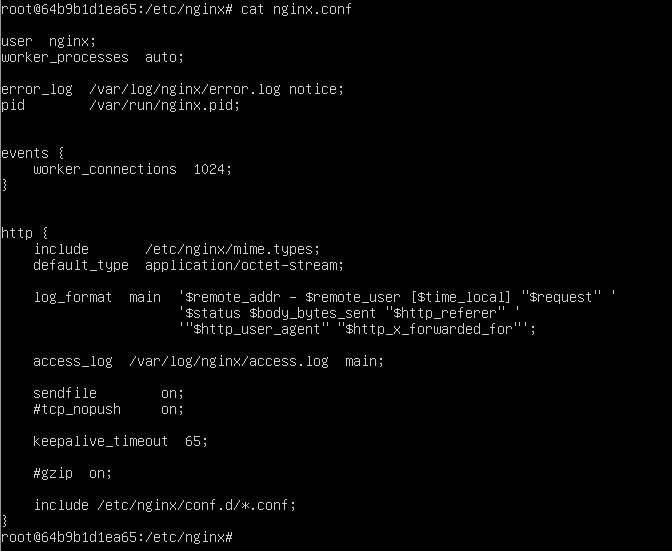 root@64b9b1d1ea65:/etc/nginx# cat nginx.conf
user  nginx;
worker_processes  auto;
error_log  /var/log/nginx/error.log notice;
pid        /var/run/nginx.pid;
events {
    worker_connections  1024;
}
http {
    include       /etc/nginx/mime.types;
    default_type  application/octet-stream;
    log_format  main  '$remote_addr - $remote_user [$time_local] "$request" '
                      '$status $body_bytes_sent "$http_referer" '
                      '"$http_user_agent" "$http_x_forwarded_for"';
    access_log  /var/log/nginx/access.log  main;
    sendfile        on;
    #tcp_nopush     on;
    keepalive_timeout  65;
    #gzip  on;
    include /etc/nginx/conf.d/*.conf;
}
root@64b9b1d1ea65:/etc/nginx#